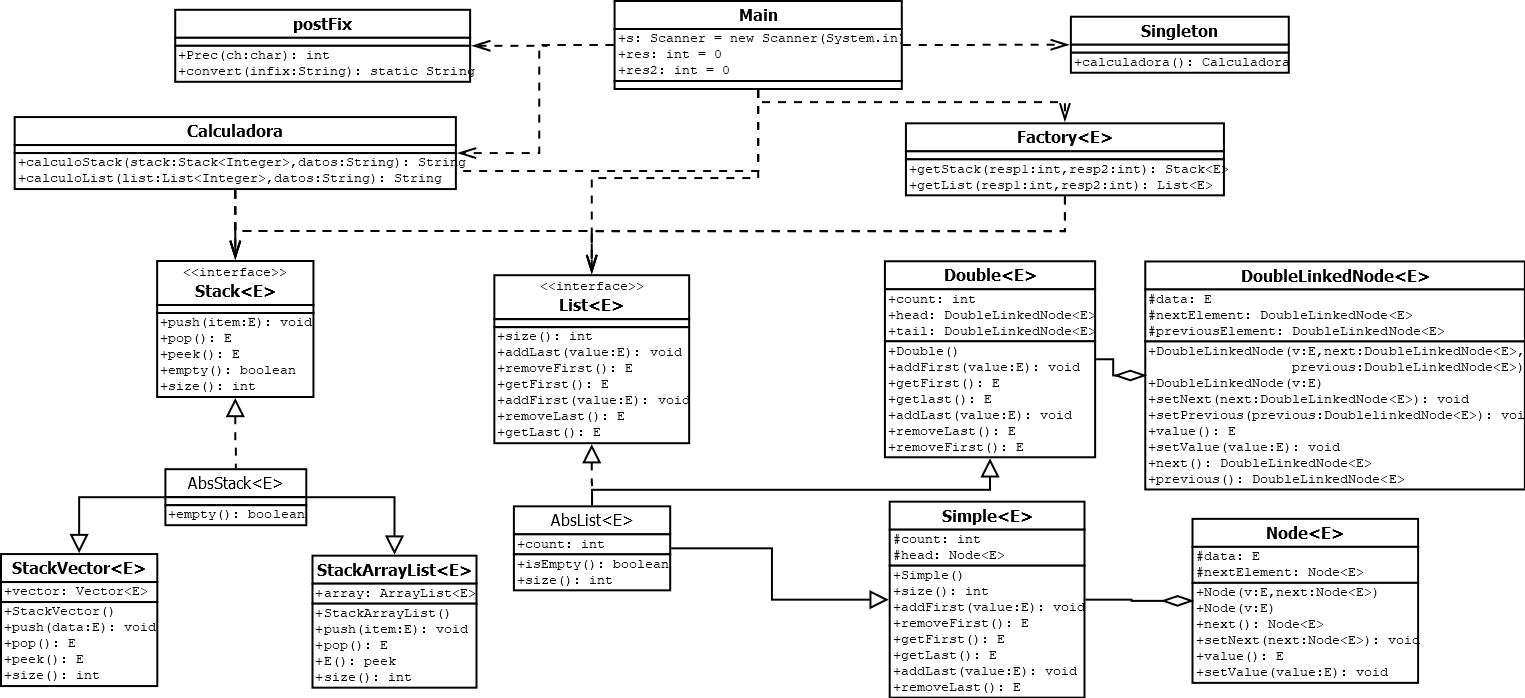 postFix
+Prec(ch:char): int
+convert(infix:String): static String
Main
+s: Scanner = new Scanner(System.in)
+res: int = 0
+res2: int = 0
Singleton
+calculadora(): Calculadora
Calculadora
+calculoStack(stack:Stack<Integer>,datos:String): String
+calculoList(list:List<Integer>,datos:String): String
Factory<E>
+getStack(resp1:int,resp2:int): Stack<E>
+getList(resp1:int,resp2:int): List<E>
<<interface>>
Stack<E>
+push(item:E): void
+pop(): E
+peek(): E
+empty(): boolean
+size(): int
<<interface>>
List<E>
+size(): int
+addLast(value:E): void
+removeFirst(): E
+getFirst(): E
+addFirst(value:E): void
+removeLast(): E
+getLast(): E
Double<E>
+count: int
+head: DoubleLinkedNode<E>
+tail: DoubleLinkedNode<E>
+Double()
+addFirst(value:E): void
+getFirst(): E
+getlast(): E
+addLast(value:E): void
+removeLast(): E
+removeFirst(): E
DoubleLinkedNode<E>
#data: E
#nextElement: DoubleLinkedNode<E>
#previousElement: DoubleLinkedNode<E>
+DoubleLinkedNode(v:E,next:DoubleLinkedNode<E>,
previous:DoubleLinkedNode<E>)
+DoubleLinkedNode(v:E)
+setNext(next:DoubleLinkedNode<E>): void
+setPrevious(previous:DoublelinkedNode<E>): void
+value(): E
+setValue(value:E): void
+next(): DoubleLinkedNode<E>
+previous(): DoubleLinkedNode<E>
AbsStack<E>
+empty(): boolean
AbsList<E>
+count: int
+isEmpty(): boolean
+size(): int
StackVector<E>
+vector: Vector<E>
+StackVector()
+push(data:E): void
+pop(): E
+peek(): E
+size(): int
StackArrayList<E>
+array: ArrayList<E>
+StackArrayList()
+push(item:E): void
+pop(): E
+E(): peek
+size(): int
Simple<E>
#count: int
#head: Node<E>
+Simple()
+size(): int
+addFirst(value:E): void
+removeFirst(): E
+getFirst(): E
+getLast(): E
+addLast(value:E): void
+removeLast(): E
Node<E>
#data: E
#nextElement: Node<E>
+Node(v:E,next:Node<E>)
+Node(v:E)
+next(): Node<E>
+setNext(next:Node<E>): void
+value(): E
+setValue(value:E): void